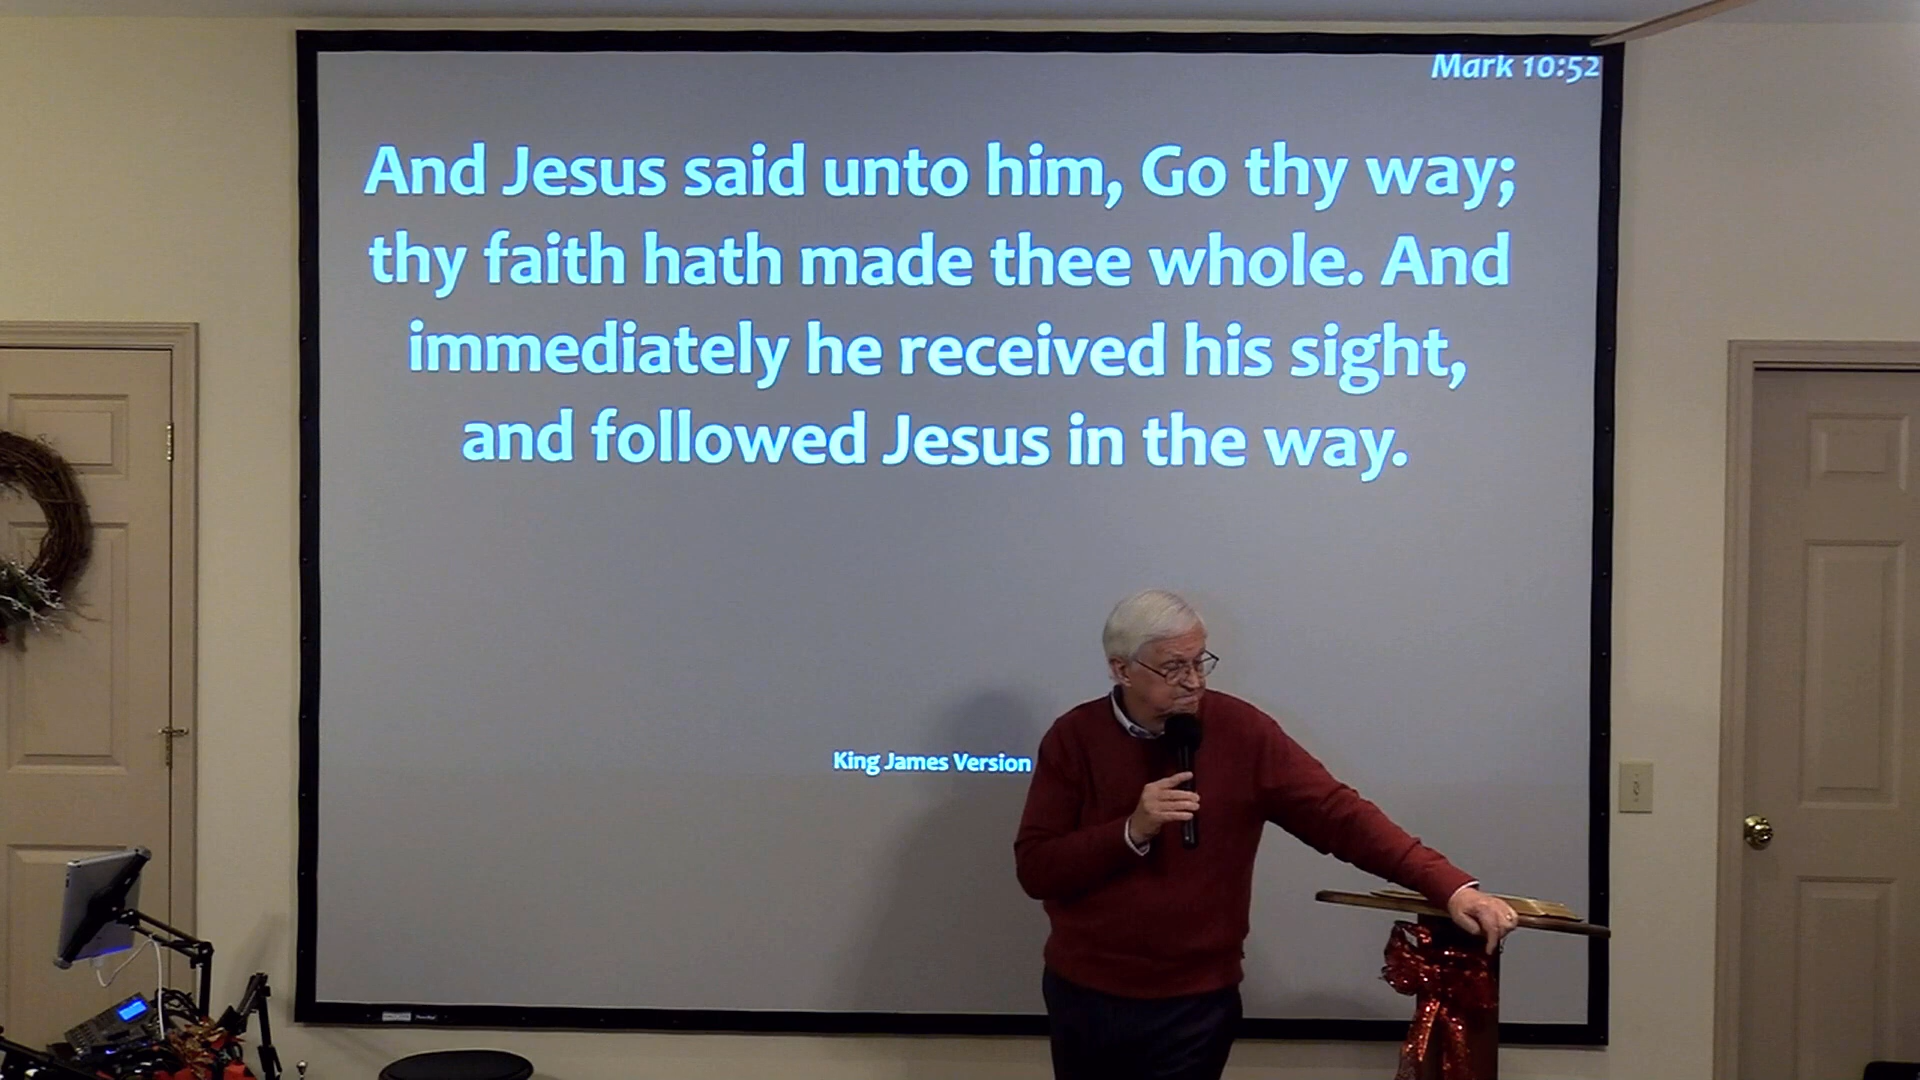 Mark 10:52
And Jesus said unto him, Go thy way;
thy faith hath made thee whole. And
immediately he received his sight,
and followed Jesus in the way.
King James Version